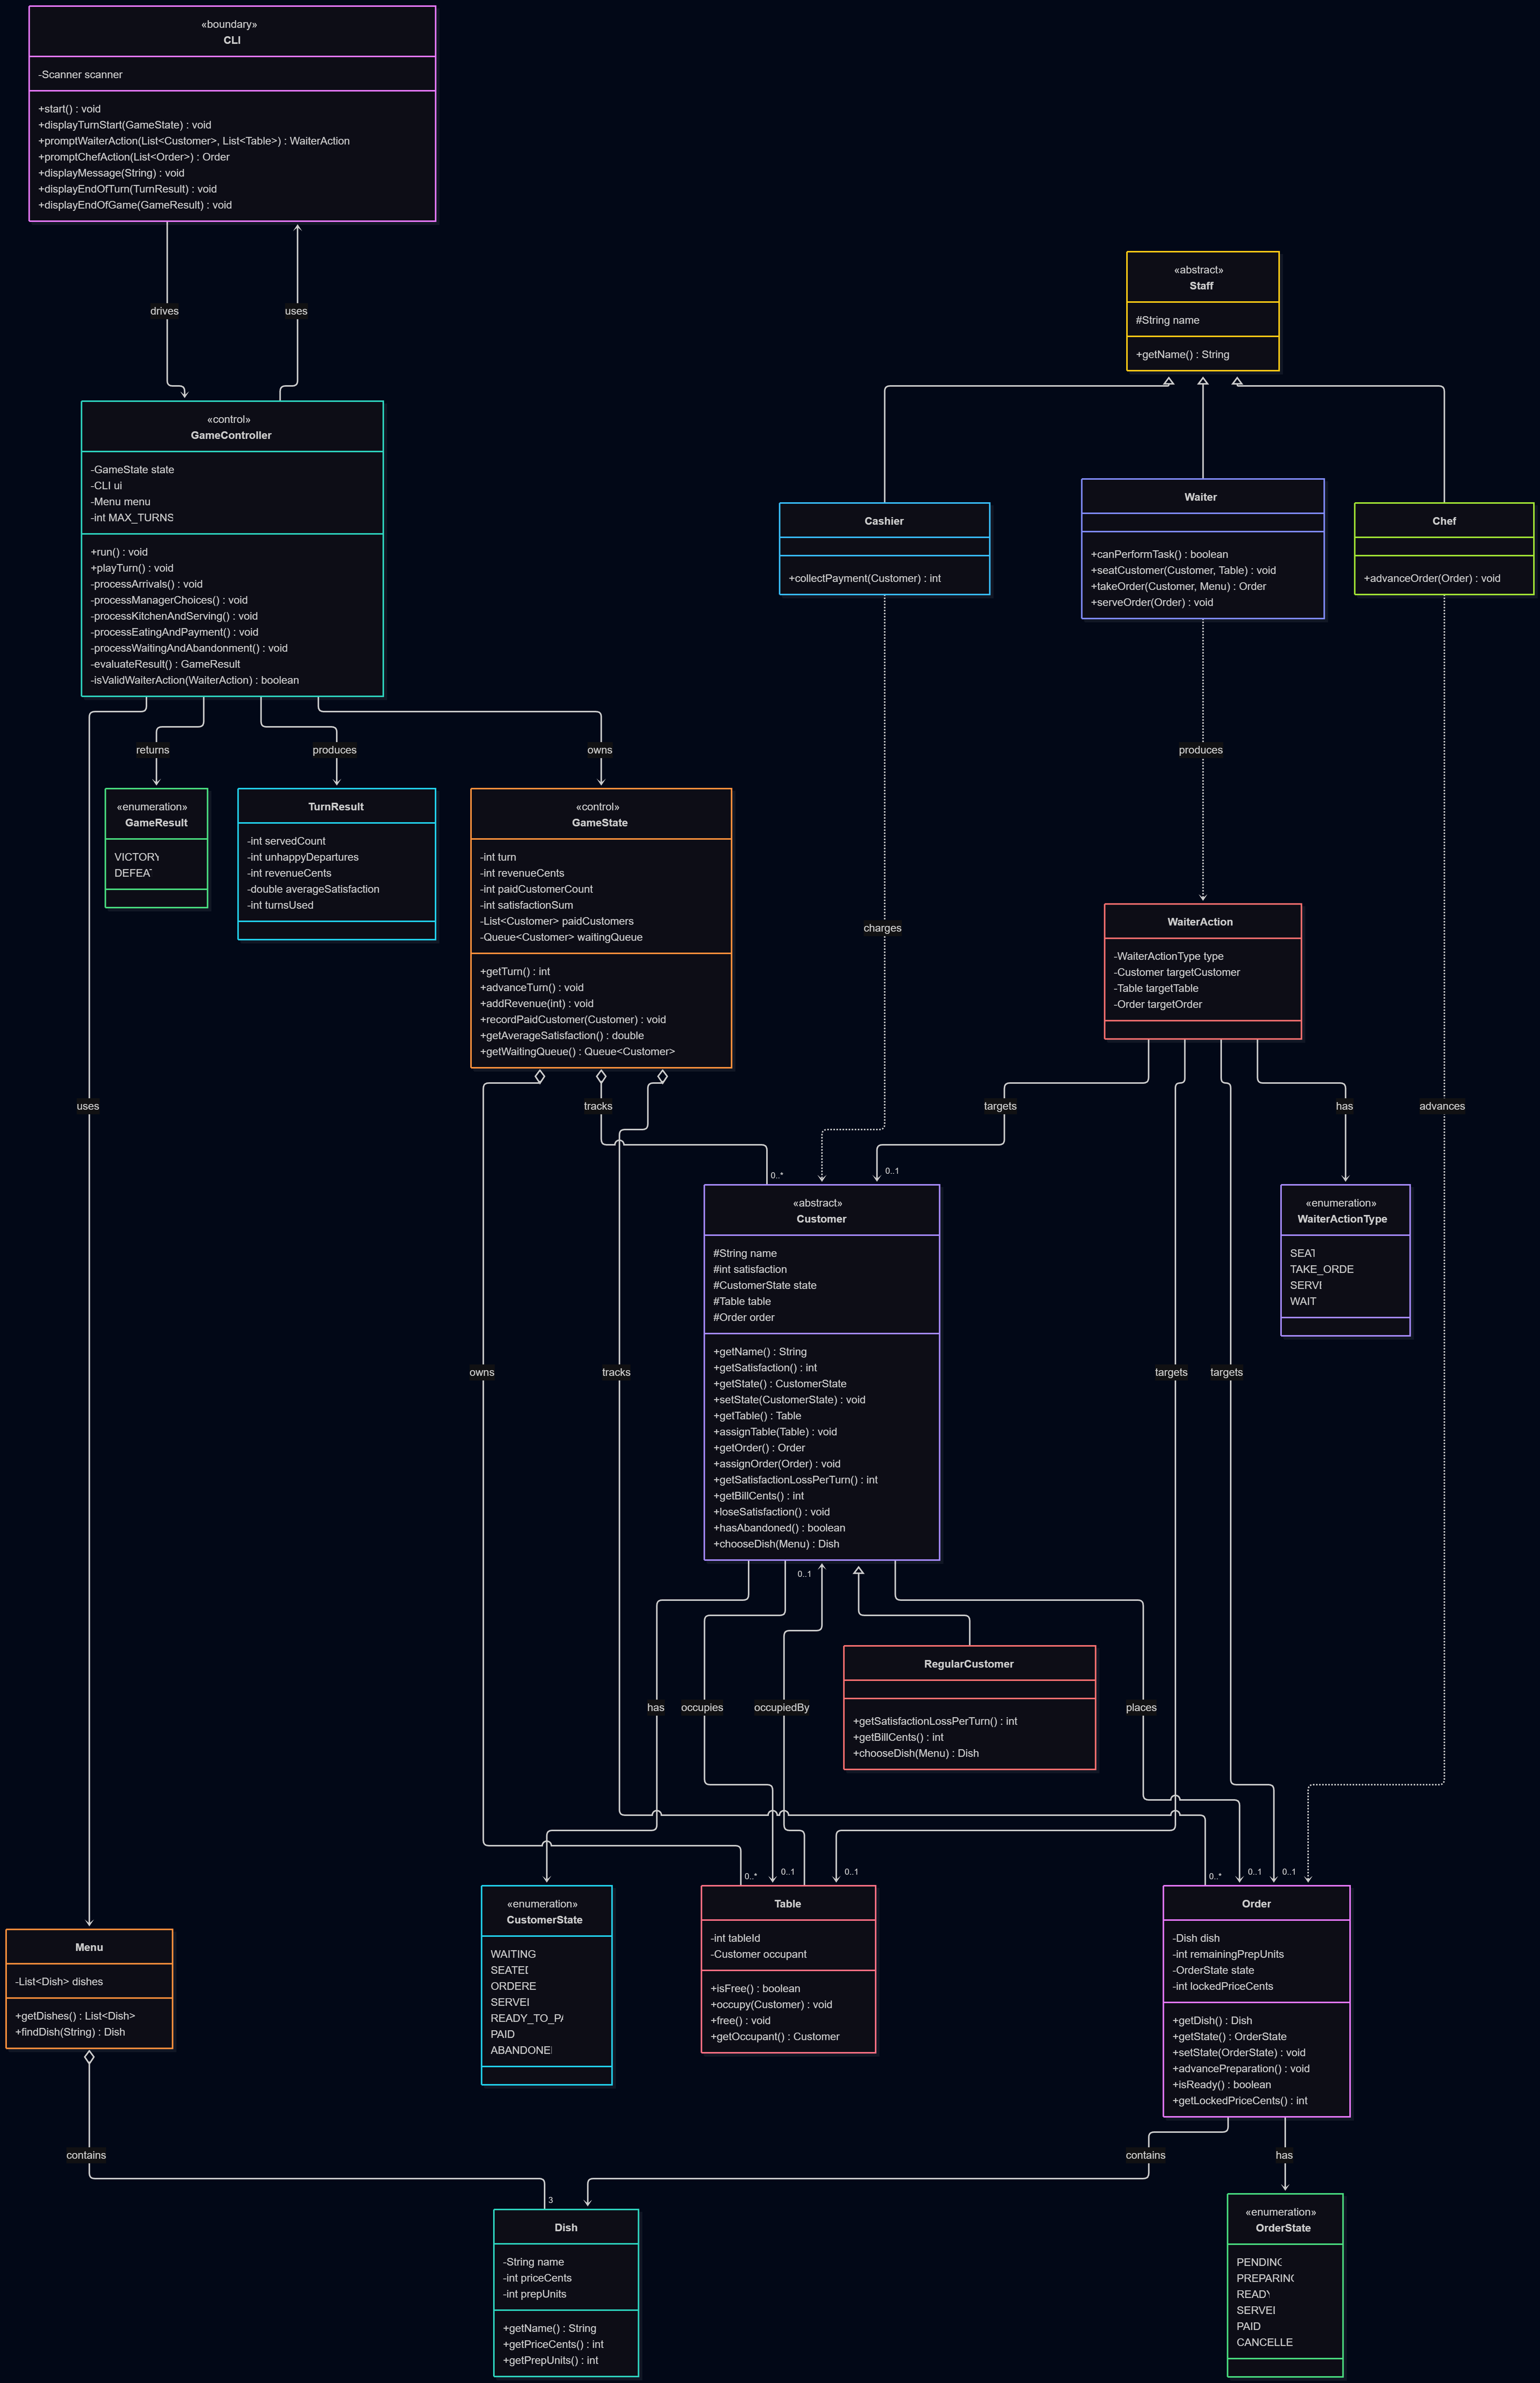 «boundary»
CLI
-Scanner scanner
+start() : void
+displayTurnStart(GameState) : void
+promptWaiterAction(List<Customer>, List<Table>) : WaiterAction
+promptChefAction(List<Order>) : Order
+displayMessage(String) : void
+displayEndOfTurn(TurnResult) : void
+displayEndOfGame(GameResult) : void
drives
uses
«abstract»
Staff
#String name
+getName() : String
«control»
GameController
-GameState state
-CLI ui
-Menu menu
-int MAX_TURNS
+run() : void
+playTurn() : void
-processArrivals() : void
-processManagerChoices() : void
-processKitchenAndServing() : void
-processEatingAndPayment() : void
-processWaitingAndAbandonment() : void
-evaluateResult() : GameResult
-isValidWaiterAction(WaiterAction) : boolean
Cashier
+collectPayment(Customer) : int
Waiter
+canPerformTask() : boolean
+seatCustomer(Customer, Table) : void
+takeOrder(Customer, Menu) : Order
+serveOrder(Order) : void
Chef
+advanceOrder(Order) : void
returns
produces
owns
produces
«enumeration»
GameResult
VICTORY
DEFEAT
TurnResult
-int servedCount
-int unhappyDepartures
-int revenueCents
-double averageSatisfaction
-int turnsUsed
«control»
GameState
-int turn
-int revenueCents
-int paidCustomerCount
-int satisfactionSum
-List<Customer> paidCustomers
-Queue<Customer> waitingQueue
+getTurn() : int
+advanceTurn() : void
+addRevenue(int) : void
+recordPaidCustomer(Customer) : void
+getAverageSatisfaction() : double
+getWaitingQueue() : Queue<Customer>
charges
WaiterAction
-WaiterActionType type
-Customer targetCustomer
-Table targetTable
-Order targetOrder
uses
tracks
targets
has
advances
0..*
0..1
«abstract»
Customer
#String name
#int satisfaction
#CustomerState state
#Table table
#Order order
+getName() : String
+getSatisfaction() : int
+getState() : CustomerState
+setState(CustomerState) : void
+getTable() : Table
+assignTable(Table) : void
+getOrder() : Order
+assignOrder(Order) : void
+getSatisfactionLossPerTurn() : int
+getBillCents() : int
+loseSatisfaction() : void
+hasAbandoned() : boolean
+chooseDish(Menu) : Dish
«enumeration»
WaiterActionType
SEAT
TAKE_ORDE
SERVE
WAIT
owns
tracks
targets
targets
0..1
RegularCustomer
+getSatisfactionLossPerTurn() : int
+getBillCents() : int
+chooseDish(Menu) : Dish
has
occupies
occupiedBy
places
0..*
0..1
0..1
0..*
0..1
0..1
Menu
-List<Dish> dishes
+getDishes() : List<Dish>
+findDish(String) : Dish
«enumeration»
CustomerState
WAITING
SEATED
ORDERE
SERVE
READY_TO_PA
PAID
ABANDONE
Table
-int tableId
-Customer occupant
+isFree() : boolean
+occupy(Customer) : void
+free() : void
+getOccupant() : Customer
Order
-Dish dish
-int remainingPrepUnits
-OrderState state
-int lockedPriceCents
+getDish() : Dish
+getState() : OrderState
+setState(OrderState) : void
+advancePreparation() : void
+isReady() : boolean
+getLockedPriceCents() : int
contains
contains
has
3
Dish
-String name
-int priceCents
-int prepUnits
+getName() : String
+getPriceCents() : int
+getPrepUnits() : int
«enumeration»
OrderState
PENDING
PREPARING
READY
SERVE
PAID
CANCELLE